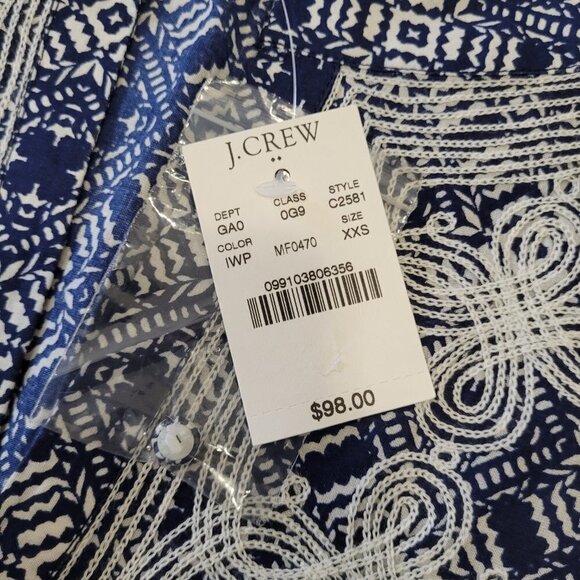 J.CREW
DEPT CLASS STYLE
GA0 0G9 C2581
COLOR SIZE
IWP MF0470 XXS
099103806356
$98.00